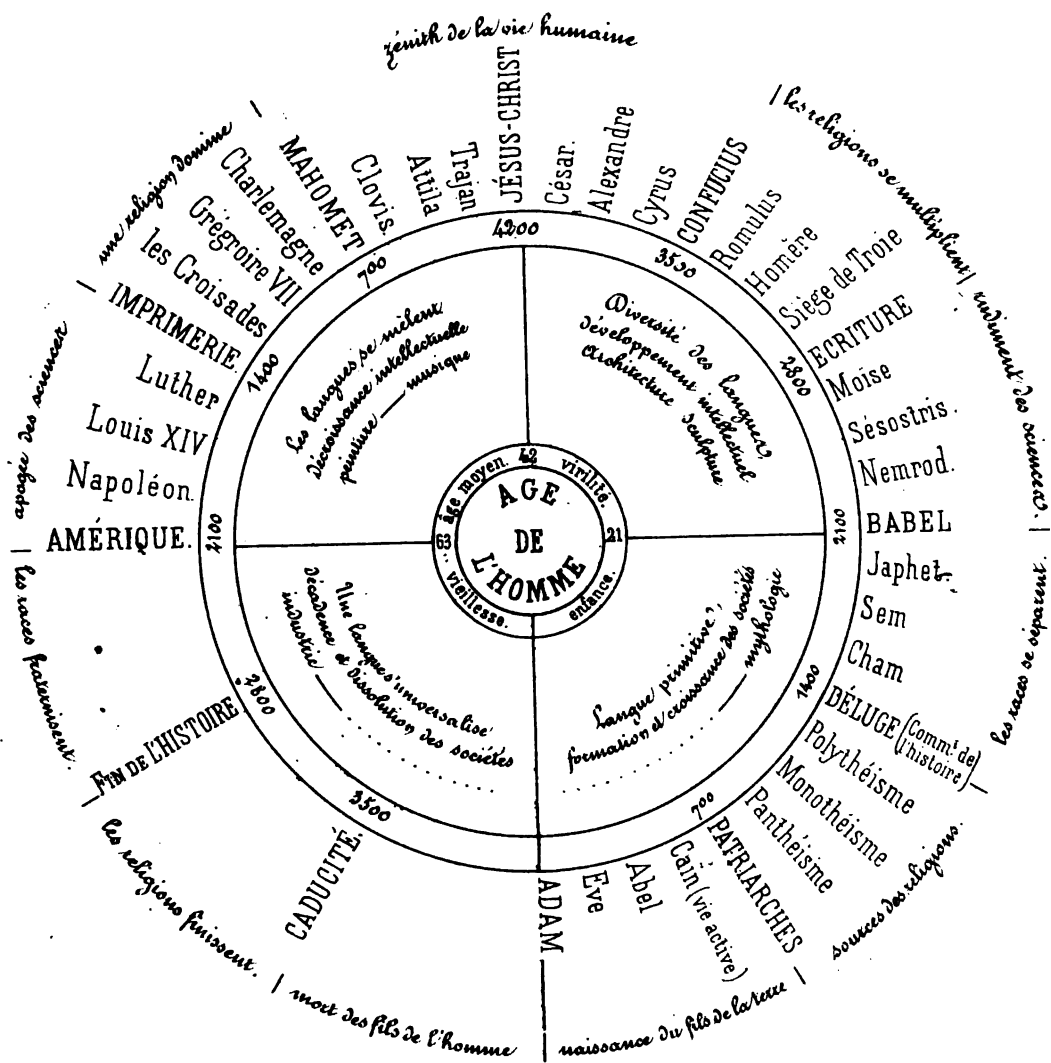 zénith de la vie humaine
les religions se multiplient
rudiment des sciences.
les races se séparent.
sources des religions.
naissance du fils de la terre
mort des fils de l'homme
les religions finissent.
les races fraternisent.
apogée des sciences
une religion domine
JÉSUS-CHRIST
César.
Alexandre
Cyrus
CONFUCIUS
Romulus
Homère
Siège de Troie
ECRITURE
Moïse
Sésostris.
Nemrod.
BABEL
Japhet.
Sem
Cham
DÉLUGE (Commt. de l'histoire)
Polythéisme
Monothéisme
Panthéisme
PATRIARCHES
Caïn (vie active)
Abel
Eve
ADAM
CADUCITÉ.
FIN DE L'HISTOIRE
AMÉRIQUE.
Napoléon.
Louis XIV
Luther
IMPRIMERIE.
les Croisades
Grégroire VII
Charlemagne
MAHOMET
Clovis.
Attila
Trajan
4200
3500
2800
2100
1400
700
3500
2800
2100
1400
700
Les langues se mêlent
décroissance intellectuelle
peinture — musique
Diversité des langues,
développement intellectuel
Architecture sculpture
Langue primitive,
formation et croissance des sociétés
mythologie
Une langue s'universalise
décadence et dissolution des sociétés
industrie
âge moyen. 42 virilité.
21
enfance.
vieillesse.
63
AGE
DE
L'HOMME